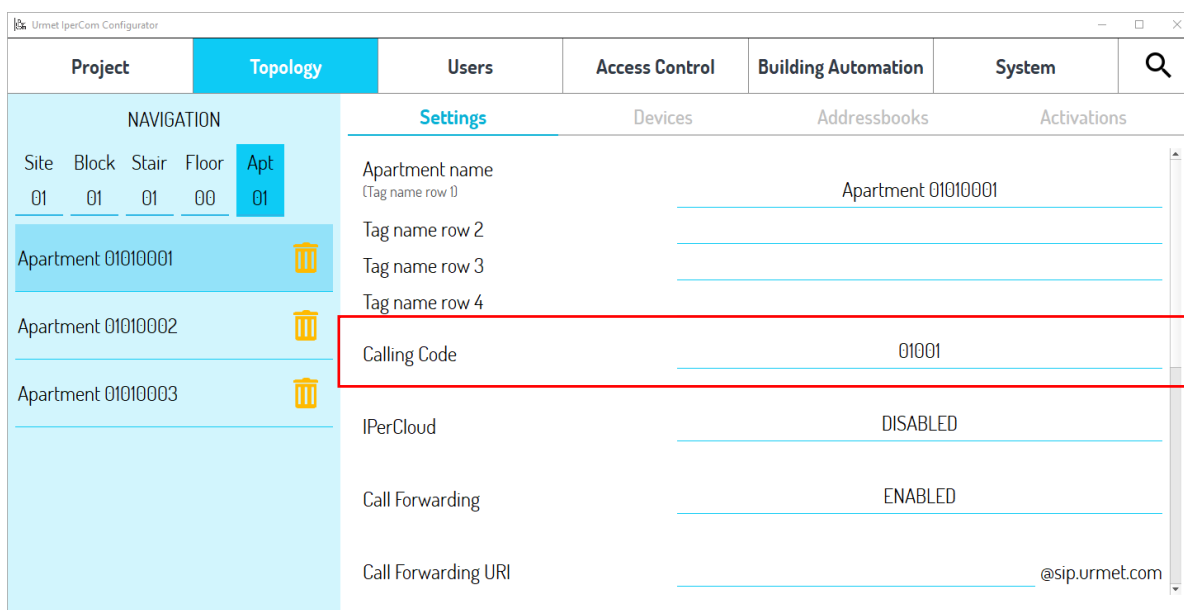 Urmet IperCom Configurator
Project Topology Users Access Control Building Automation System
NAVIGATION
Site Block Stair Floor Apt
01 01 01 00 01
Apartment 01010001
Apartment 01010002
Apartment 01010003
Settings Devices Addressbooks Activations
Apartment name
(Tag name row 1)
Apartment 01010001
Tag name row 2
Tag name row 3
Tag name row 4
Calling Code 01001
IPerCloud DISABLED
Call Forwarding ENABLED
Call Forwarding URI @sip.urmet.com